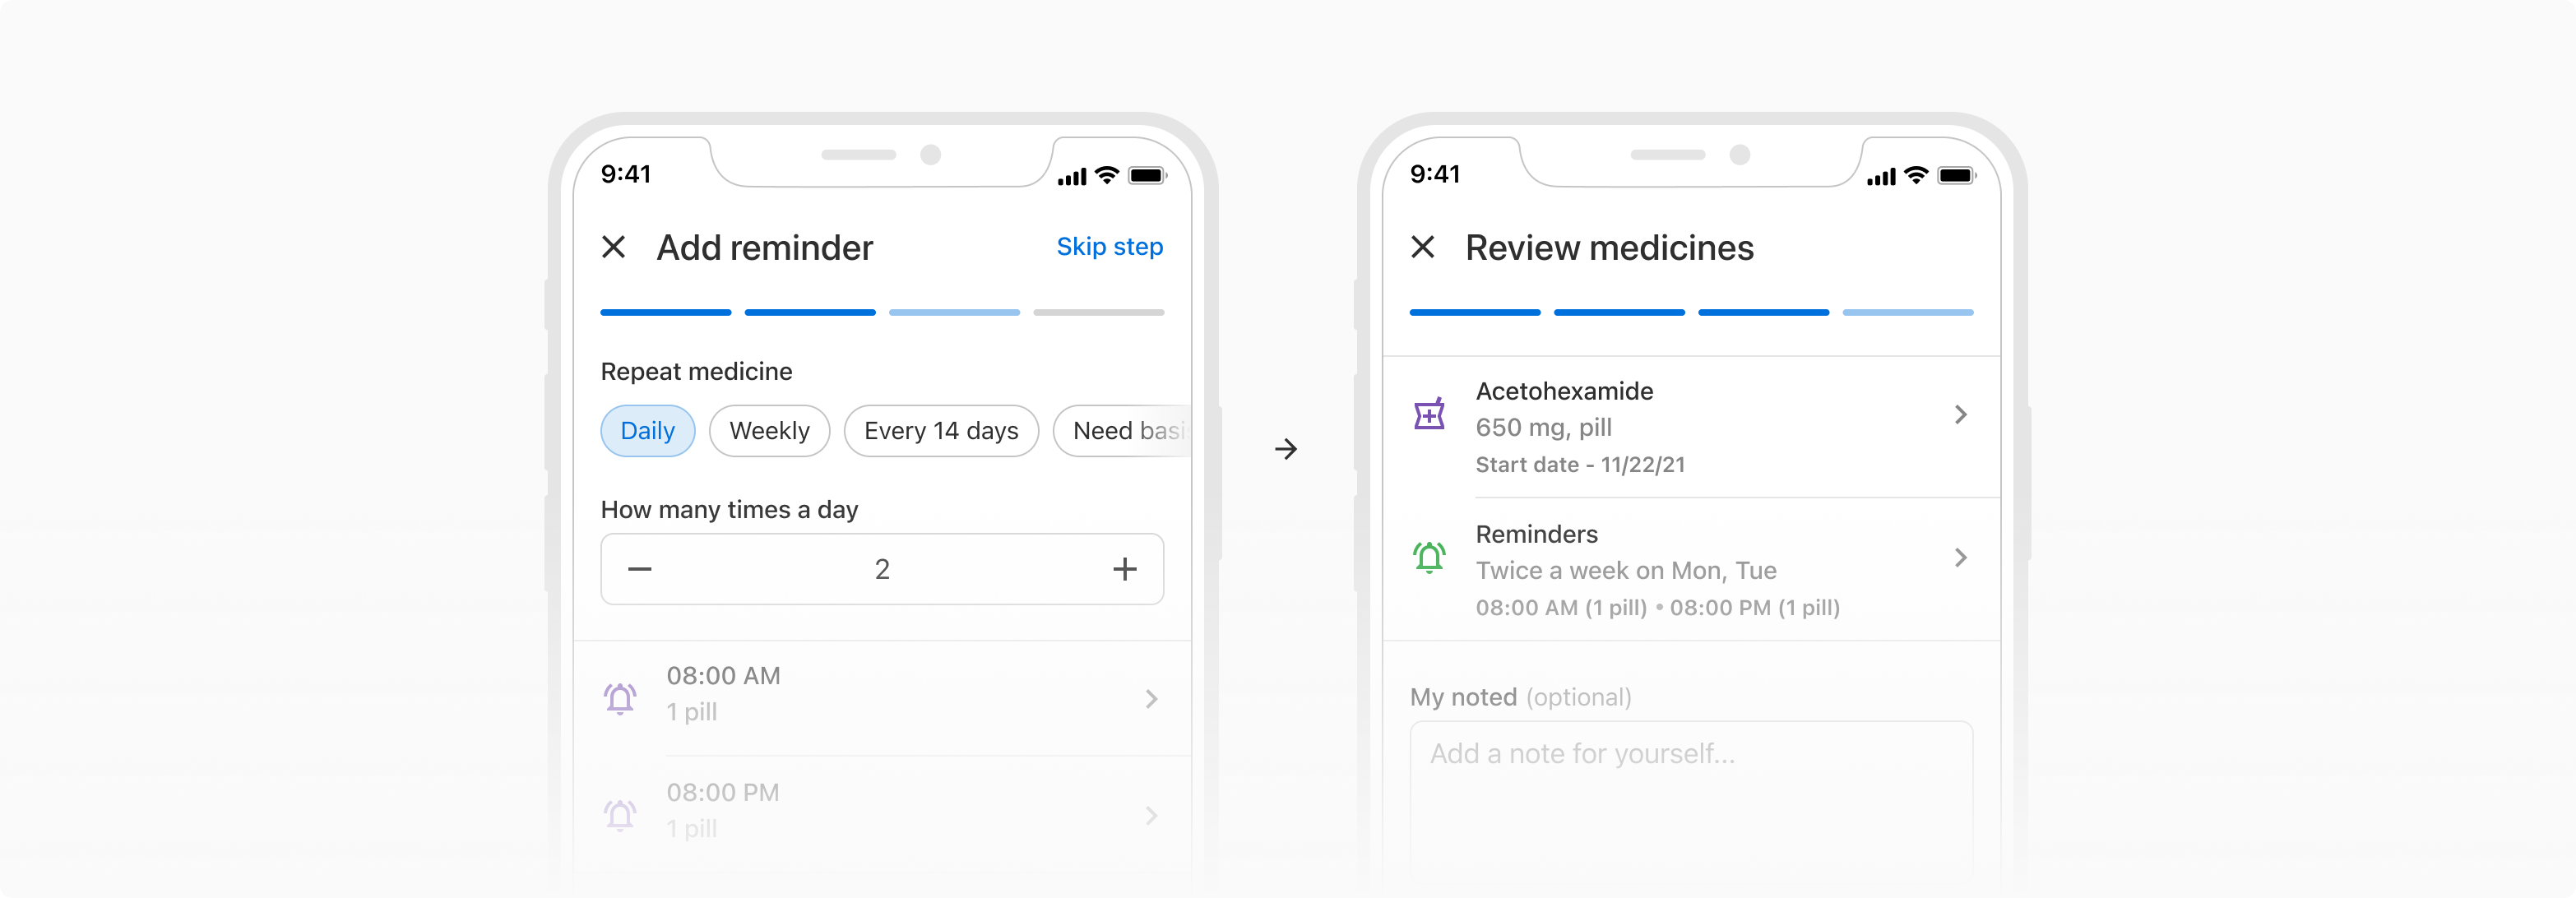 9:41
Add reminder
Skip step
Repeat medicine
Daily
Weekly
Every 14 days
Need basi
How many times a day
2
08:00 AM
1 pill
08:00 PM
1 pill
9:41
Review medicines
Acetohexamide
650 mg, pill
Start date - 11/22/21
Reminders
Twice a week on Mon, Tue
08:00 AM (1 pill) • 08:00 PM (1 pill)
My noted (optional)
Add a note for yourself...